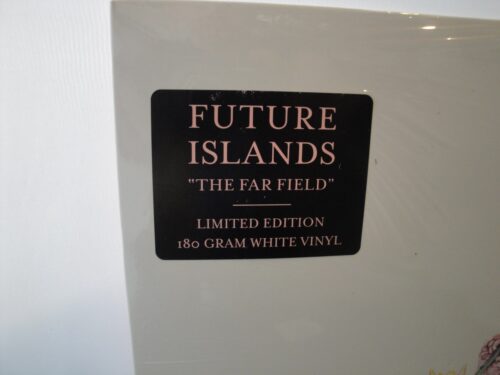 FUTURE
ISLANDS
"THE FAR FIELD"
LIMITED EDITION
180 GRAM WHITE VINYL